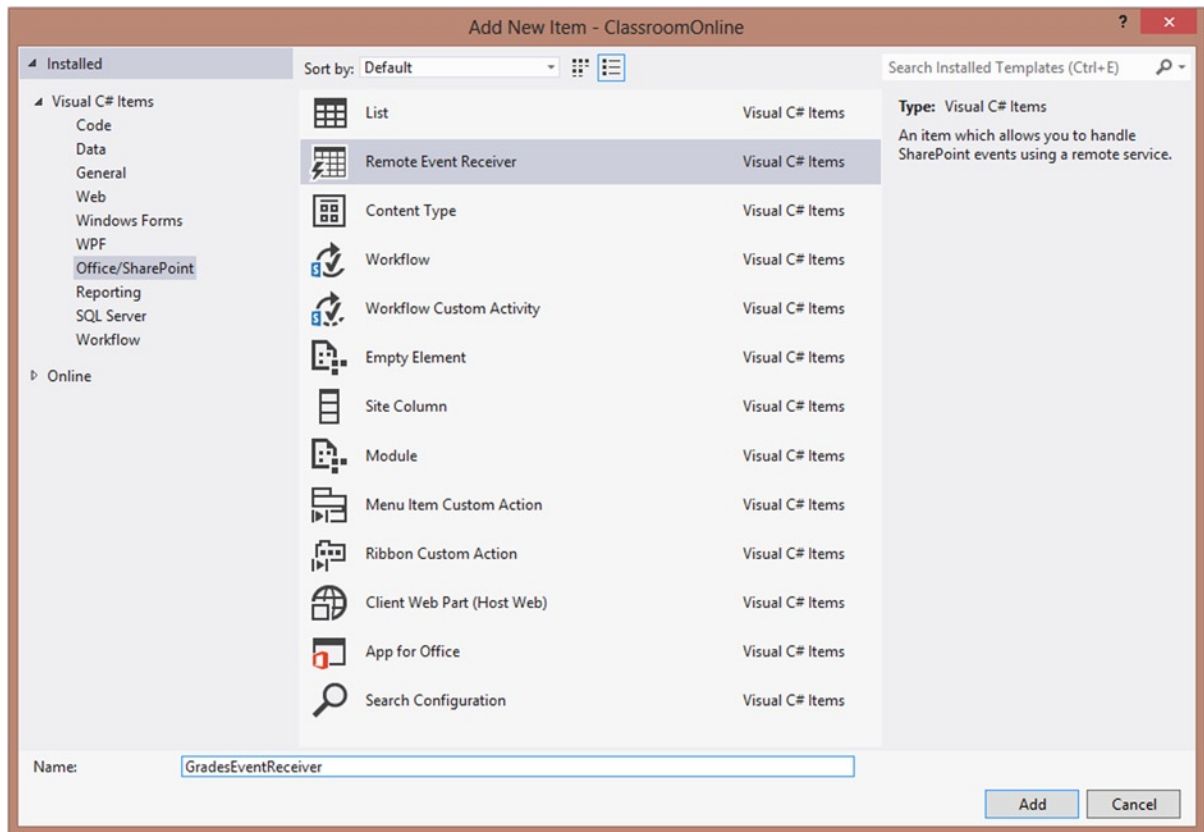 Add New Item - ClassroomOnline
?
Installed
Sort by: Default
Search Installed Templates (Ctrl+E)
Visual C# Items
Code
Data
General
Web
Windows Forms
WPF
Office/SharePoint
Reporting
SQL Server
Workflow
Online
List Visual C# Items
Remote Event Receiver Visual C# Items
Content Type Visual C# Items
Workflow Visual C# Items
Workflow Custom Activity Visual C# Items
Empty Element Visual C# Items
Site Column Visual C# Items
Module Visual C# Items
Menu Item Custom Action Visual C# Items
Ribbon Custom Action Visual C# Items
Client Web Part (Host Web) Visual C# Items
App for Office Visual C# Items
Search Configuration Visual C# Items
Type: Visual C# Items
An item which allows you to handle
SharePoint events using a remote service.
Name: GradesEventReceiver
Add Cancel